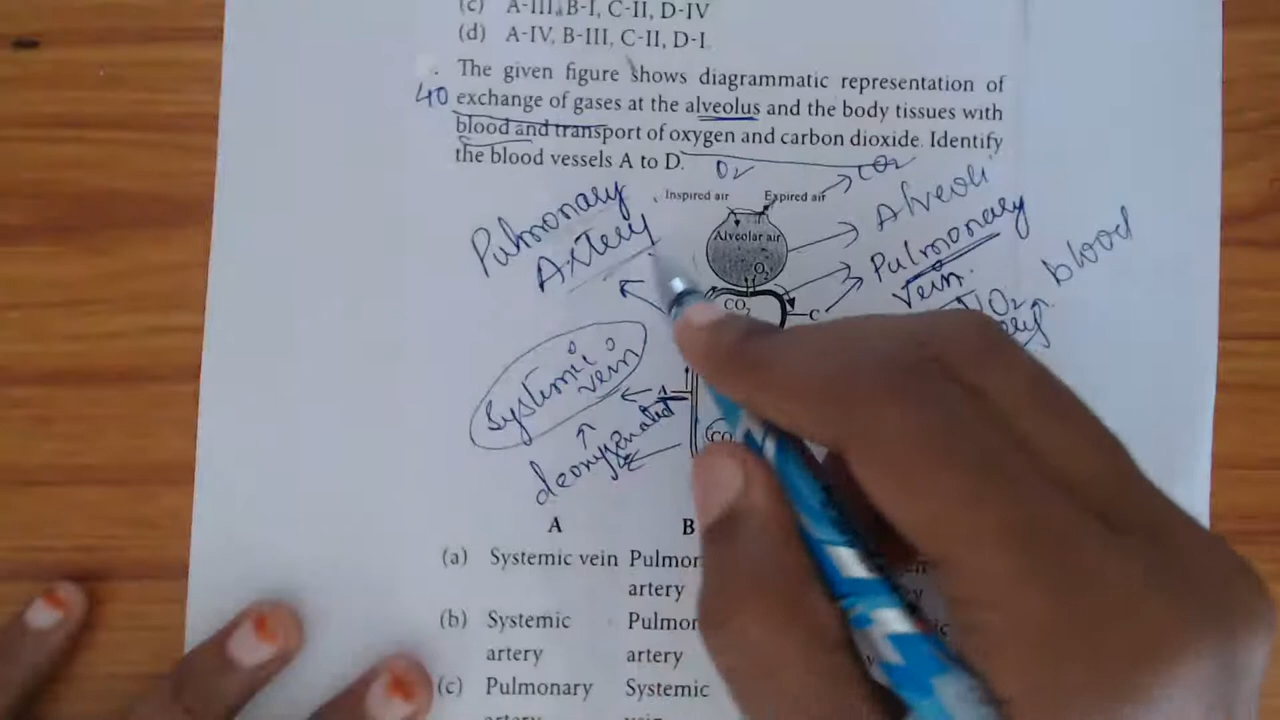 (c) A-III, B-I, C-II, D-IV
(d) A-IV, B-III, C-II, D-I
40
The given figure shows diagrammatic representation of
exchange of gases at the alveolus and the body tissues with
blood and transport of oxygen and carbon dioxide. Identify
the blood vessels A to D.
O2
CO2
Inspired air
Expired air
Alveoli
Pulmonary
Artery
Alveolar air
O2
Pulmonary
vein
blood
CO2
C
O2
Systemic
vein
A
deoxygenated
CO
A B
(a) Systemic vein Pulmon
artery
(b) Systemic Pulmon
artery artery
(c) Pulmonary Systemic